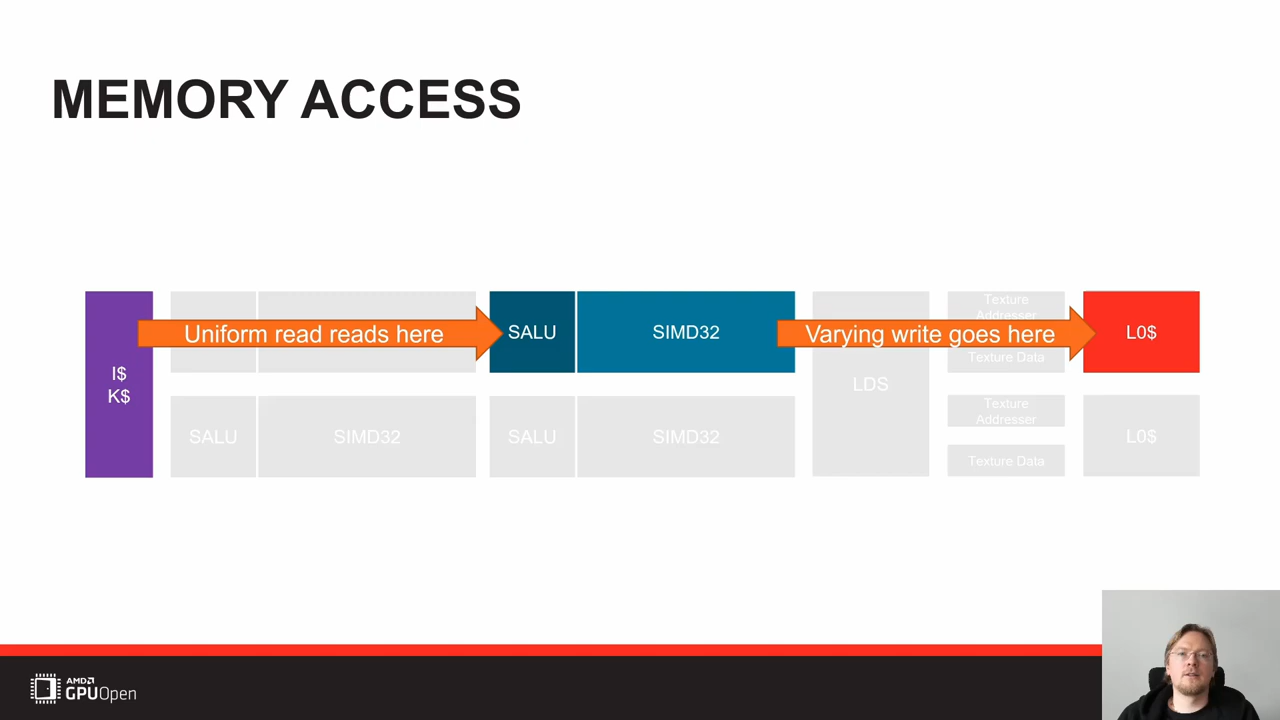 MEMORY ACCESS
I$
K$
Uniform read reads here
SALU
SIMD32
Varying write goes here
L0$
Texture
Addresser
Texture Data
LDS
SALU
SIMD32
SALU
SIMD32
Texture
Addresser
Texture Data
L0$
AMD
GPUOpen